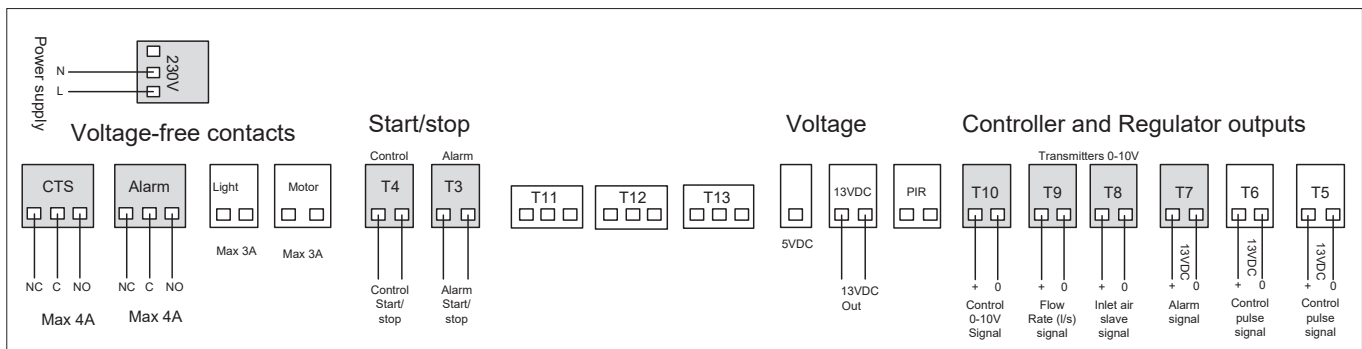 Power supply
N
L
230V
Voltage-free contacts
Start/stop
Voltage
Controller and Regulator outputs
Control
Alarm
Transmitters 0-10V
CTS
Alarm
Light
Motor
T4
T3
T11
T12
T13
13VDC
PIR
T10
T9
T8
T7
T6
T5
Max 3A
Max 3A
5VDC
13VDC
13VDC
13VDC
NC C NO
NC C NO
Max 4A
Max 4A
Control
Start/
stop
Alarm
Start/
stop
13VDC
Out
+ 0
Control
0-10V
Signal
+ 0
Flow
Rate (l/s)
signal
+ 0
Inlet air
slave
signal
+ 0
Alarm
signal
+ 0
Control
pulse
signal
+ 0
Control
pulse
signal